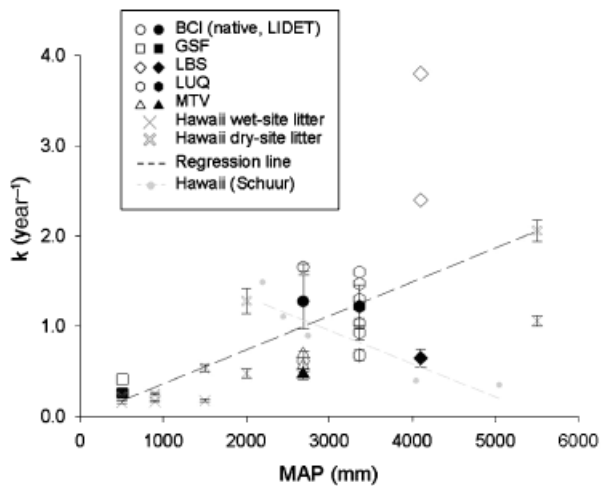 BCI (native, LIDET)
GSF
LBS
LUQ
MTV
Hawaii wet-site litter
Hawaii dry-site litter
Regression line
Hawaii (Schuur)
4.0
3.0
2.0
1.0
0.0
k (year⁻¹)
0 1000 2000 3000 4000 5000 6000
MAP (mm)